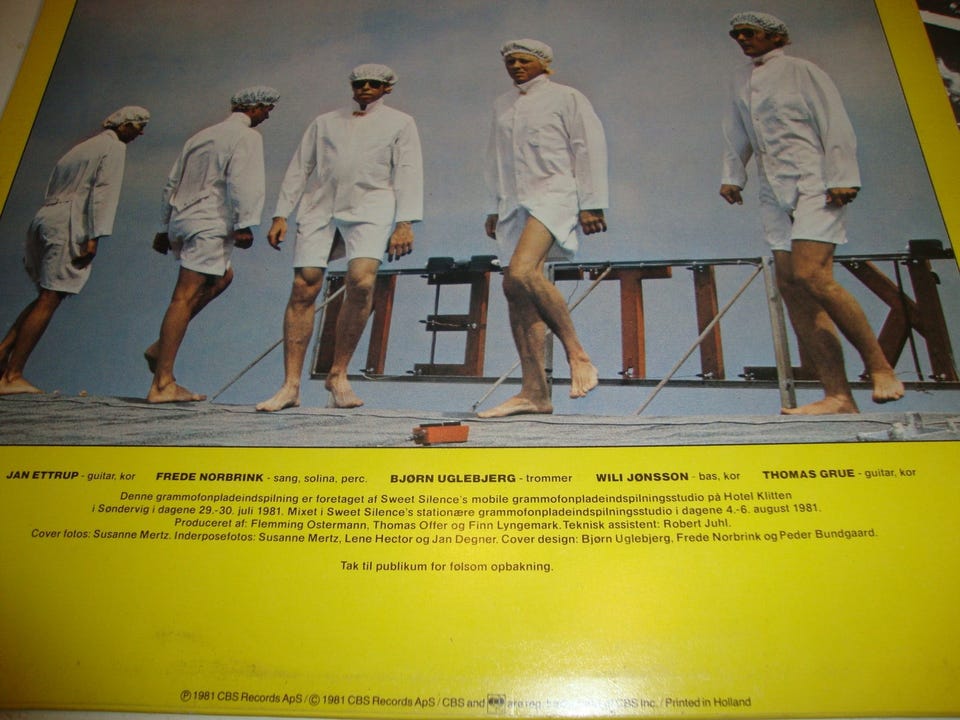 JAN ETTRUP - guitar, kor FREDE NORBRINK - sang, solina, perc. BJØRN UGLEBJERG - trommer WILI JØNSSON - bas, kor THOMAS GRUE - guitar, kor
Denne grammofonpladeindspilning er foretaget af Sweet Silence's mobile grammofonpladeindspilningsstudio på Hotel Klitten
i Søndervig i dagene 29.-30. juli 1981. Mixet i Sweet Silence's stationære grammofonpladeindspilningsstudio i dagene 4.-6. august 1981.
Produceret af: Flemming Ostermann, Thomas Offer og Finn Lyngemark. Teknisk assistent: Robert Juhl.
Cover fotos: Susanne Mertz. Inderposefotos: Susanne Mertz, Lene Hector og Jan Degner. Cover design: Bjørn Uglebjerg, Frede Norbrink og Peder Bundgaard.
Tak til publikum for følsom opbakning.
℗ 1981 CBS Records ApS / © 1981 CBS Records ApS / CBS and are reg. CBS Inc. / Printed in Holland